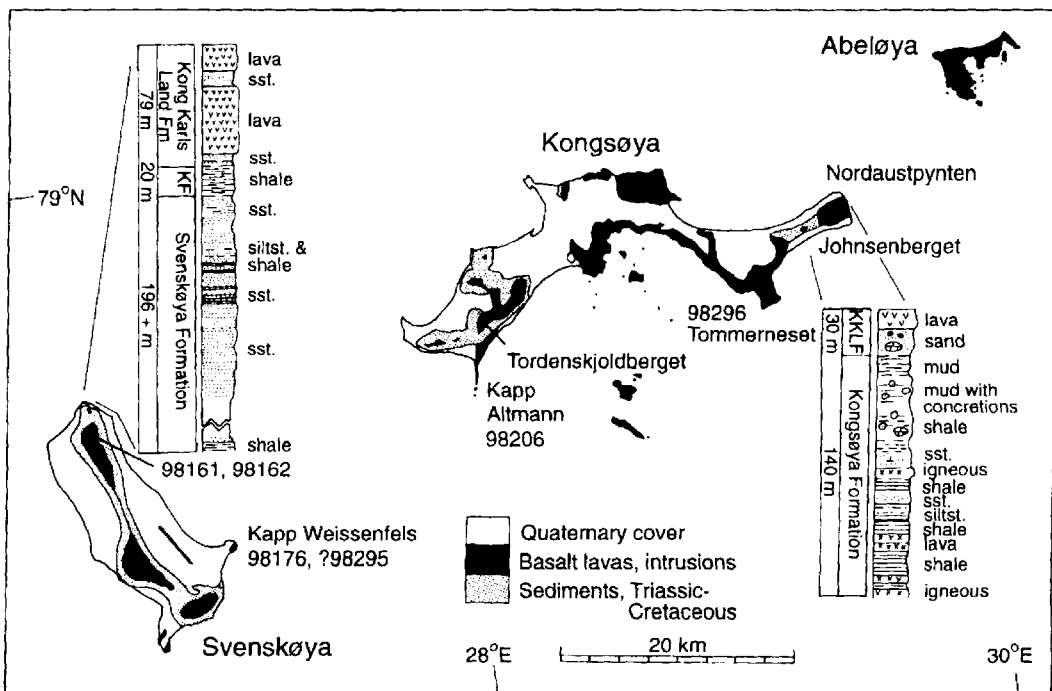 Abeløya
Kongsøya
Nordaustpynten
Johnsenberget
98296
Tommerneset
Tordenskjoldberget
Kapp
Altmann
98206
79°N
Kong Karls
Land Fm
79 m
KF
20 m
Svenskøya Formation
196 + m
lava
sst.
lava
sst.
shale
sst.
siltst. &
shale
sst.
sst.
shale
98161, 98162
Kapp Weissenfels
98176, ?98295
Svenskøya
Quaternary cover
Basalt lavas, intrusions
Sediments, Triassic-
Cretaceous
28°E
20 km
30°E
KKLF
30 m
Kongsøya Formation
140 m
lava
sand
mud
mud with
concretions
shale
sst.
igneous
shale
sst.
siltst.
shale
lava
shale
igneous